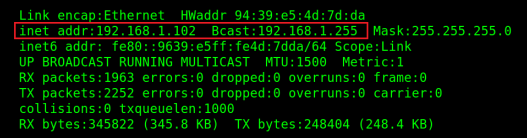 Link encap:Ethernet  HWaddr 94:39:e5:4d:7d:da
inet addr:192.168.1.102  Bcast:192.168.1.255  Mask:255.255.255.0
inet6 addr: fe80::9639:e5ff:fe4d:7dda/64 Scope:Link
UP BROADCAST RUNNING MULTICAST  MTU:1500  Metric:1
RX packets:1963 errors:0 dropped:0 overruns:0 frame:0
TX packets:2252 errors:0 dropped:0 overruns:0 carrier:0
collisions:0 txqueuelen:1000
RX bytes:345822 (345.8 KB)  TX bytes:248404 (248.4 KB)